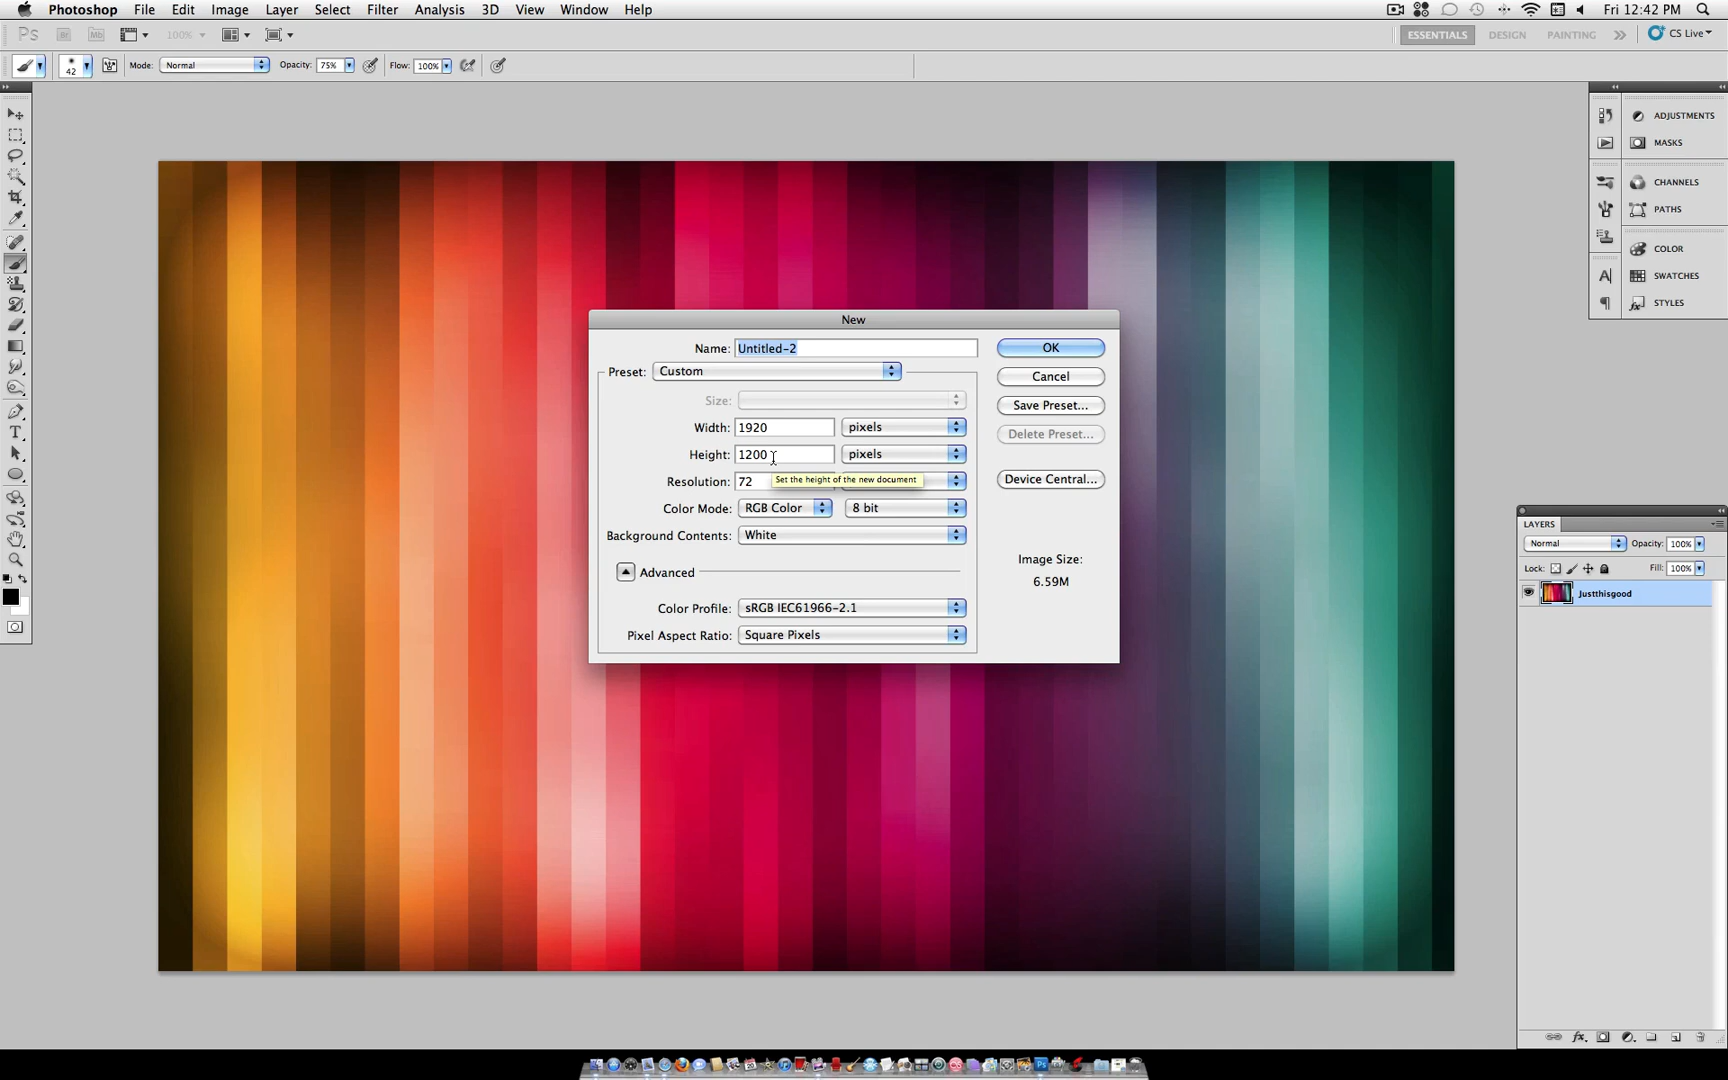 Photoshop File Edit Image Layer Select Filter Analysis 3D View Window Help Fri 12:42 PM
Ps Br Mb 100% ESSENTIALS DESIGN PAINTING CS Live
42 Mode: Normal Opacity: 75% Flow: 100%
ADJUSTMENTS
MASKS
CHANNELS
PATHS
COLOR
SWATCHES
STYLES
New
Name: Untitled-2 OK
Preset: Custom Cancel
Size: Save Preset...
Width: 1920 pixels Delete Preset...
Height: 1200 pixels
Resolution: 72 Set the height of the new document Device Central...
Color Mode: RGB Color 8 bit
Background Contents: White
Image Size:
6.59M
Advanced
Color Profile: sRGB IEC61966-2.1
Pixel Aspect Ratio: Square Pixels
LAYERS
Normal Opacity: 100%
Lock: Fill: 100%
Justthisgood